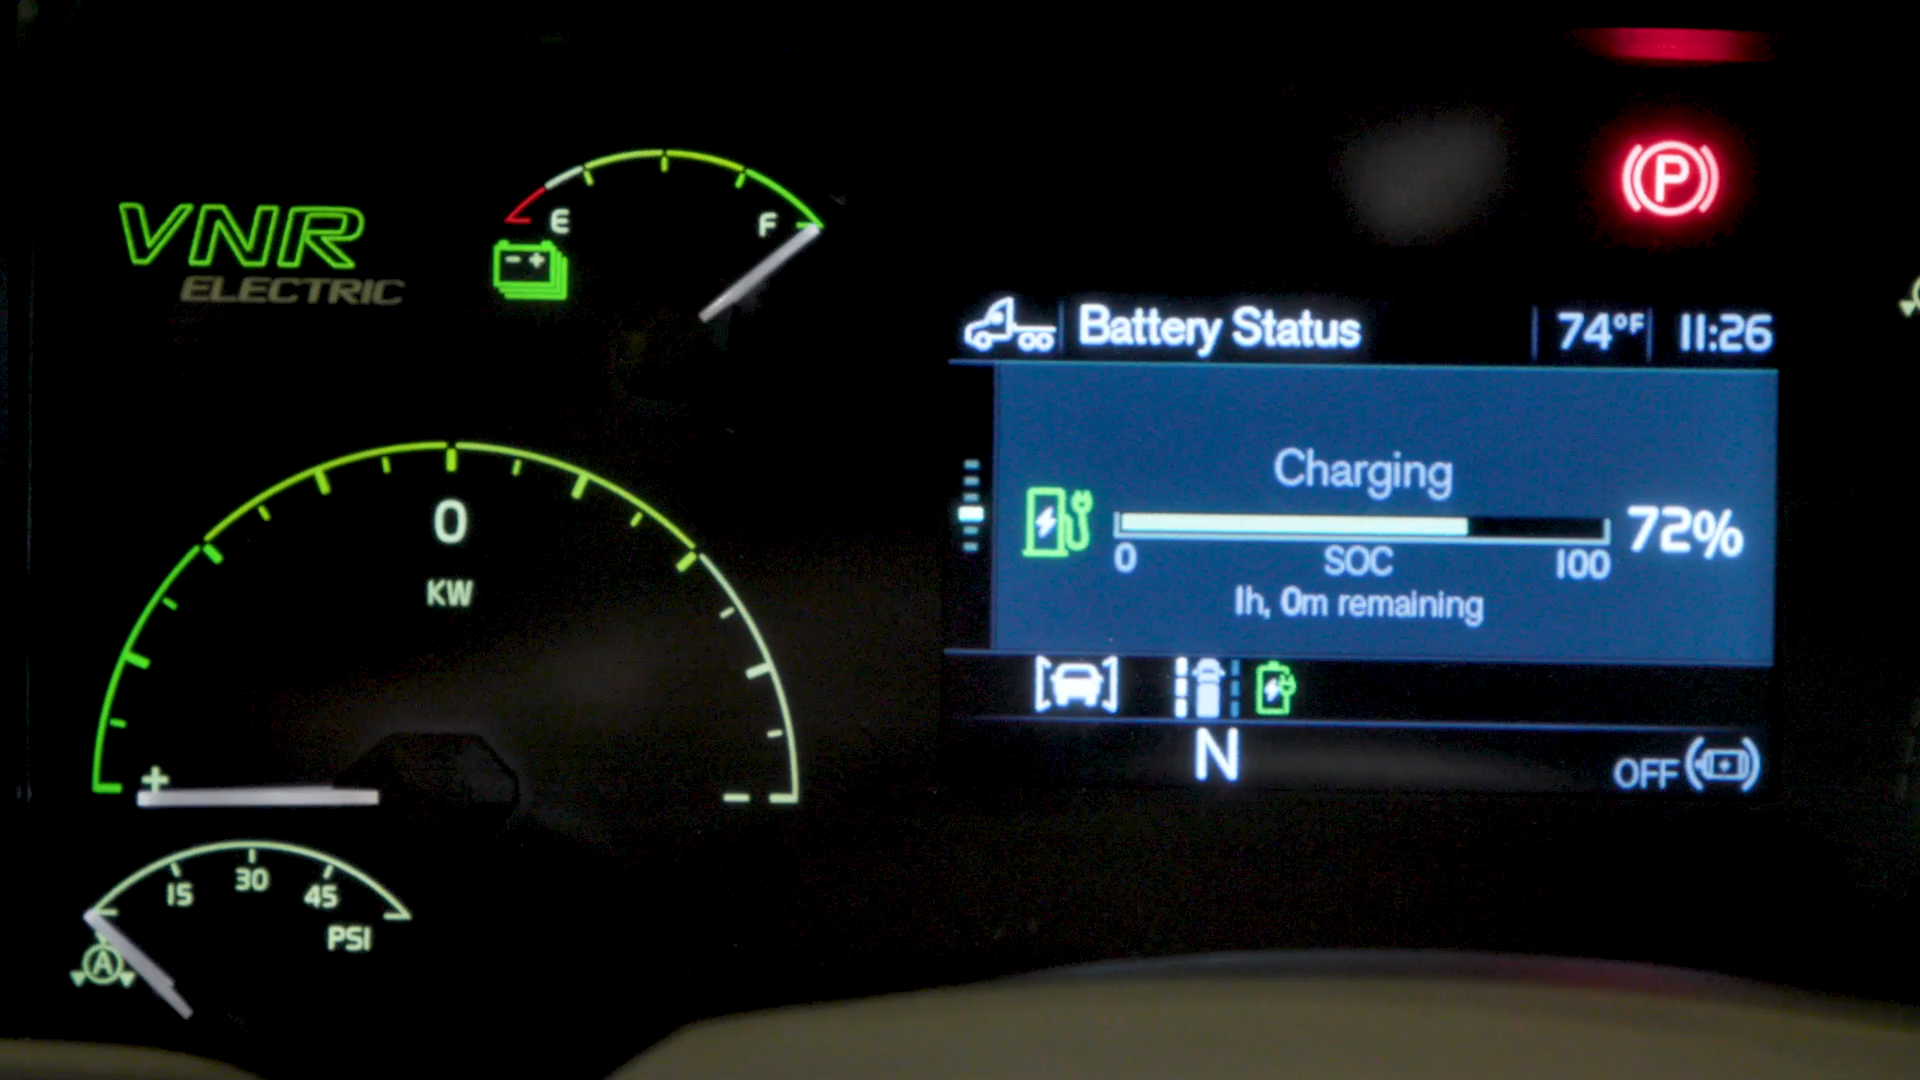 VNR
ELECTRIC
E
F
- +
P
Battery Status
74°F
11:26
Charging
72%
0
SOC
100
1h, 0m remaining
N
OFF
0
KW
+
–
15
30
45
PSI
A